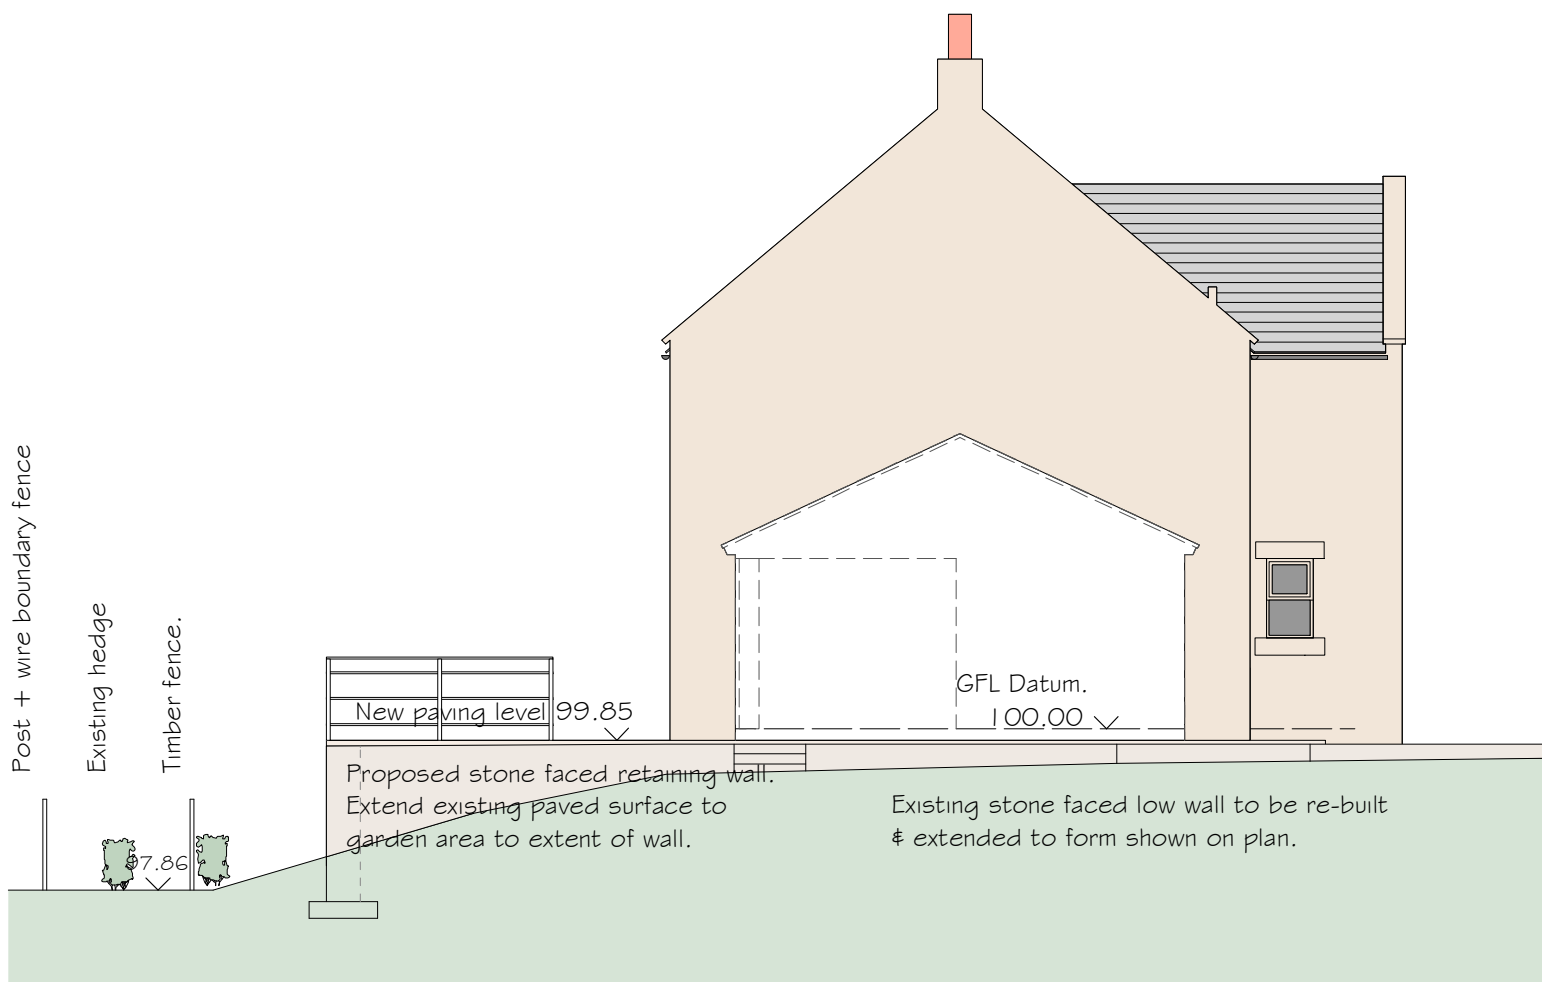 Post + wire boundary fence
Existing hedge
Timber fence.
97.86
New paving level 99.85
GFL Datum.
100.00
Proposed stone faced retaining wall.
Extend existing paved surface to
garden area to extent of wall.
Existing stone faced low wall to be re-built
& extended to form shown on plan.